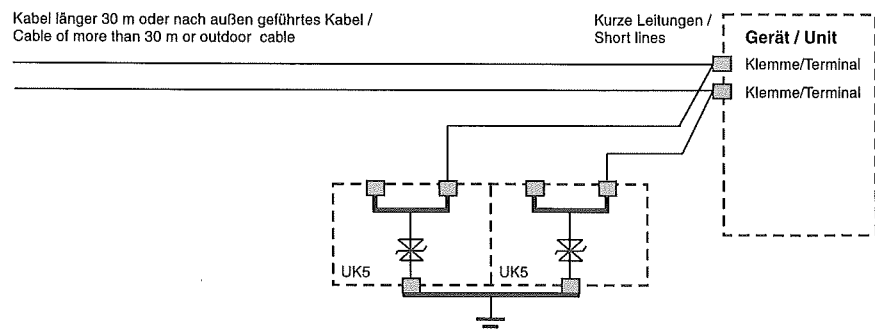 Kabel länger 30 m oder nach außen geführtes Kabel /
Cable of more than 30 m or outdoor cable
Kurze Leitungen /
Short lines
Gerät / Unit
Klemme/Terminal
Klemme/Terminal
UK5
UK5